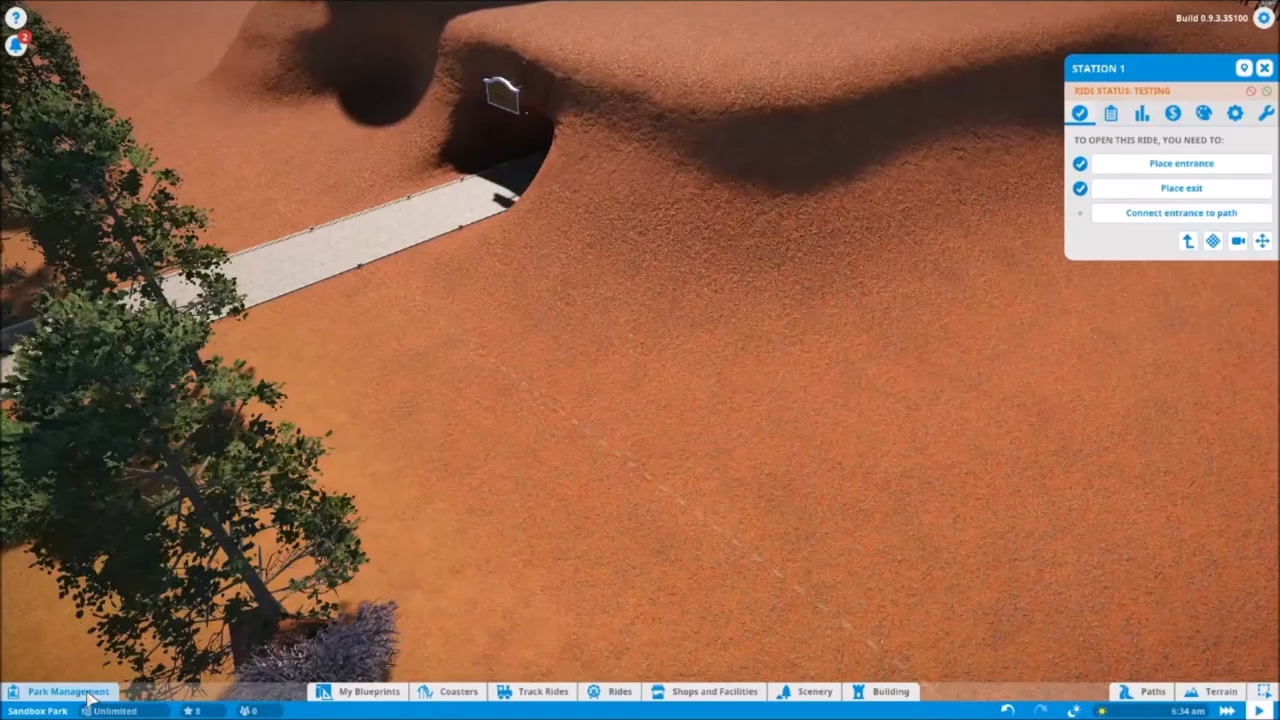 ?
2
Build 0.9.3.35100
STATION 1
RIDE STATUS: TESTING
TO OPEN THIS RIDE, YOU NEED TO:
Place entrance
Place exit
Connect entrance to path
Park Management
My Blueprints
Coasters
Track Rides
Rides
Shops and Facilities
Scenery
Building
Paths
Terrain
Sandbox Park
Unlimited
8
0
6:34 am